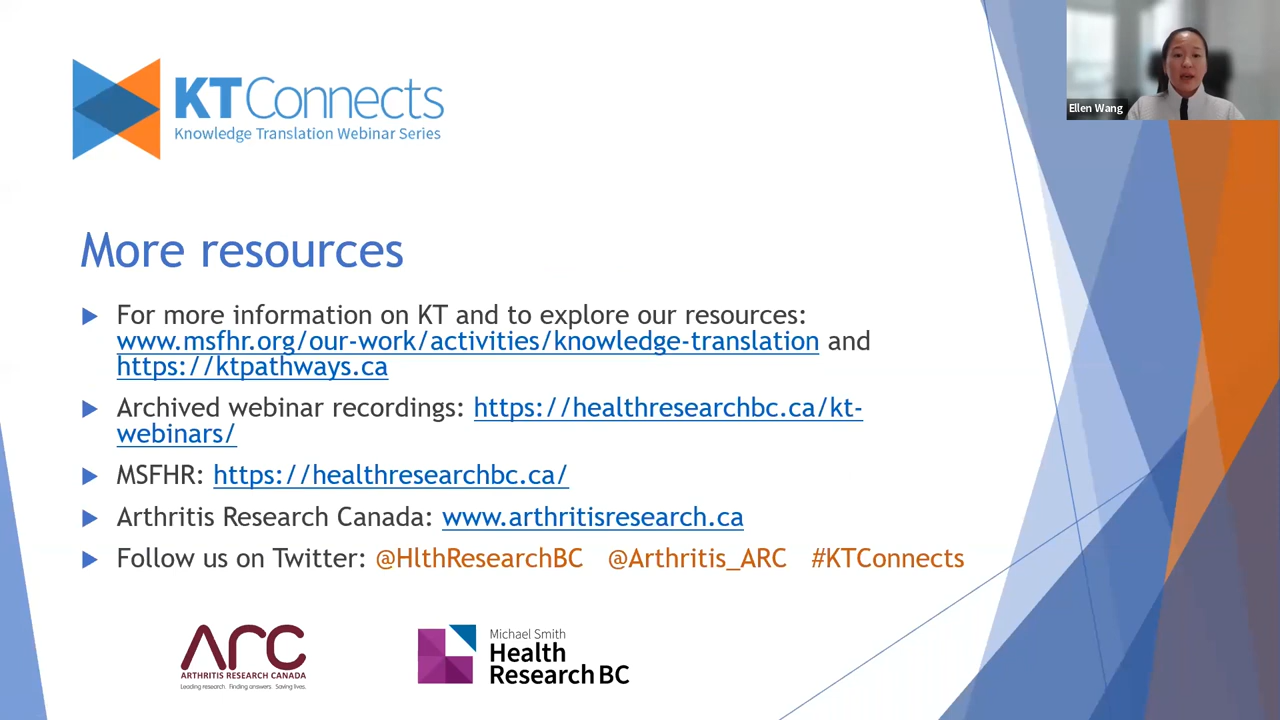 Ellen Wang
KT Connects
Knowledge Translation Webinar Series
More resources
For more information on KT and to explore our resources:
www.msfhr.org/our-work/activities/knowledge-translation and
https://ktpathways.ca
Archived webinar recordings: https://healthresearchbc.ca/kt-
webinars/
MSFHR: https://healthresearchbc.ca/
Arthritis Research Canada: www.arthritisresearch.ca
Follow us on Twitter: @HlthResearchBC @Arthritis_ARC #KTConnects
ARC
ARTHRITIS RESEARCH CANADA
Leading research. Finding answers. Saving lives.
Michael Smith
Health
Research BC